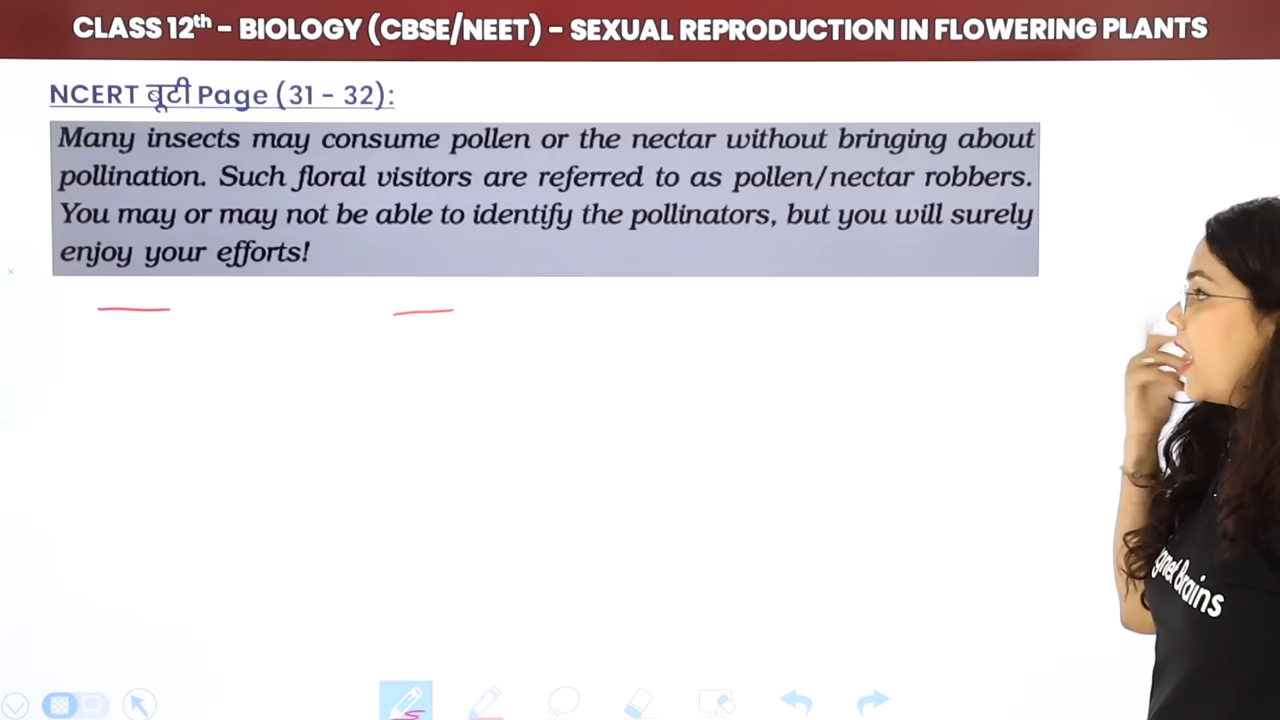 CLASS 12th – BIOLOGY (CBSE/NEET) – SEXUAL REPRODUCTION IN FLOWERING PLANTS
NCERT बूटी Page (31 - 32):
Many insects may consume pollen or the nectar without bringing about
pollination. Such floral visitors are referred to as pollen/nectar robbers.
You may or may not be able to identify the pollinators, but you will surely
enjoy your efforts!
Brains